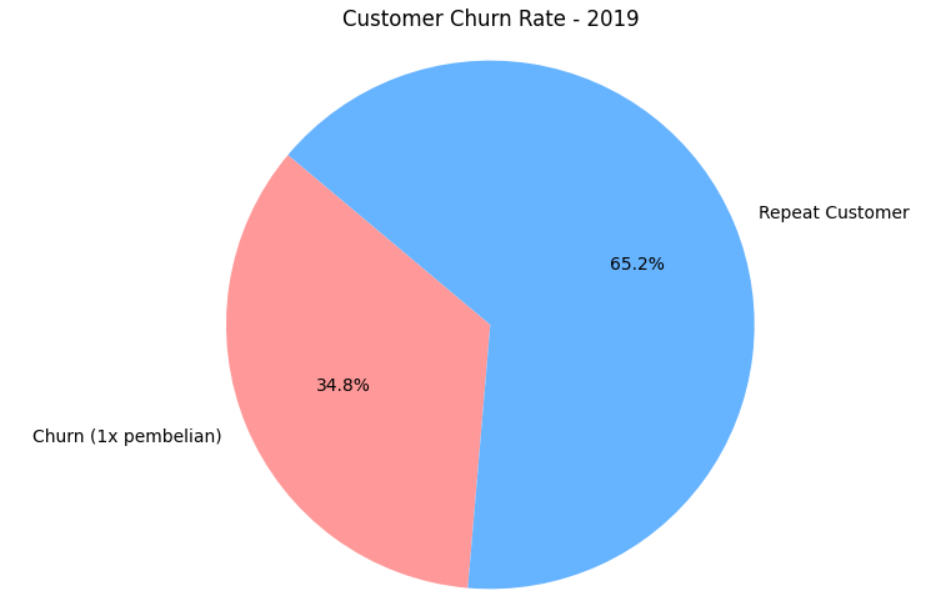 Customer Churn Rate - 2019
Repeat Customer
65.2%
34.8%
Churn (1x pembelian)